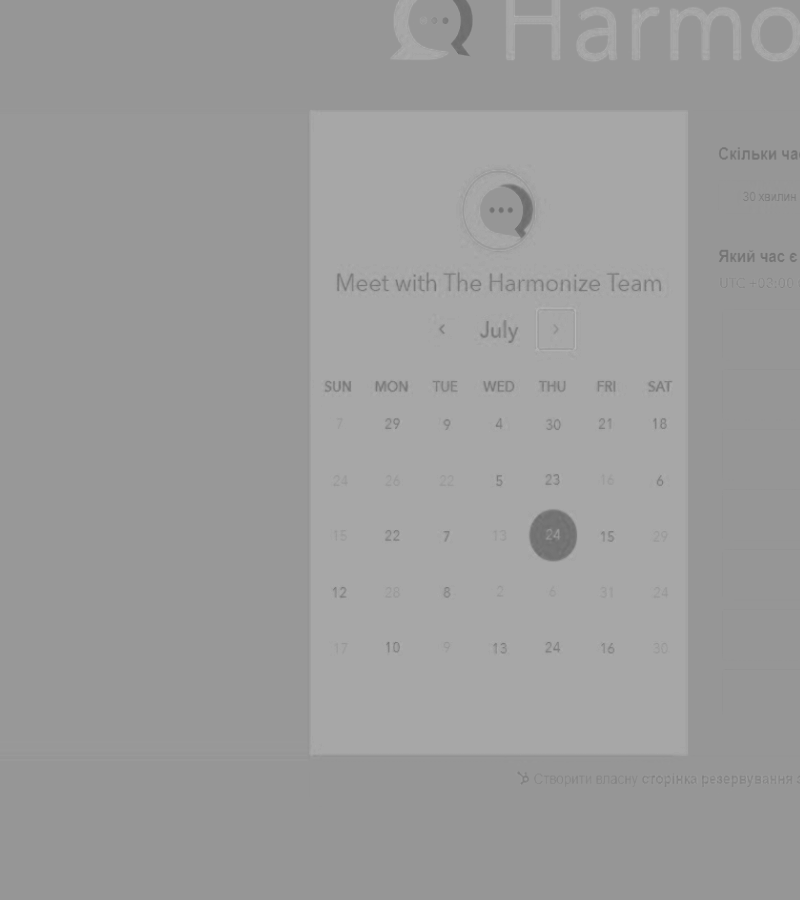 Harmo
Скільки ча
30 хвилин
Який час є
UTC +03:00
Meet with The Harmonize Team
July
SUN MON TUE WED THU FRI SAT
7 29 9 4 30 21 18
24 26 22 5 23 16 6
15 22 7 13 24 15 29
12 28 8 2 6 31 24
17 10 9 13 24 16 30
Створити власну сторінка резервування з